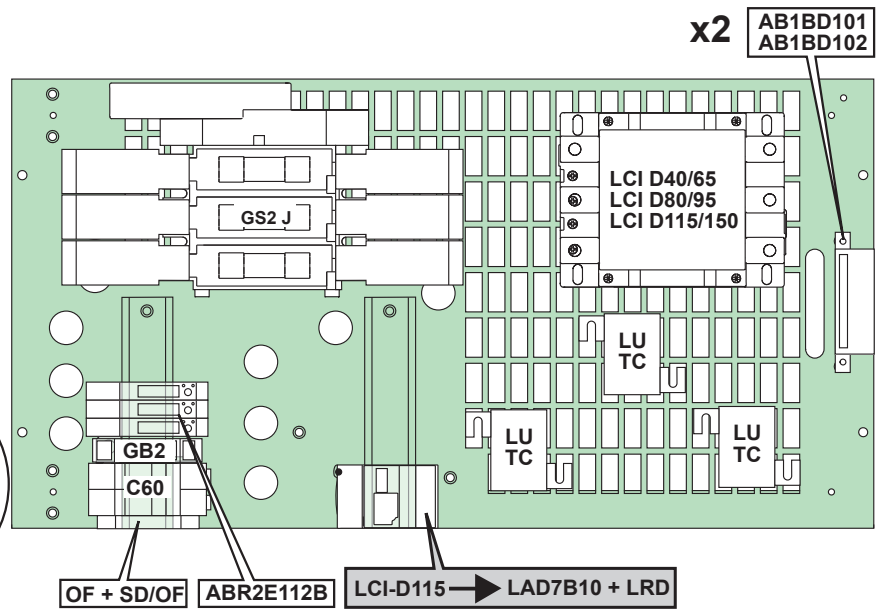 x2
AB1BD101
AB1BD102
LCI D40/65
LCI D80/95
LCI D115/150
GS2 J
LU
TC
LU
TC
LU
TC
GB2
C60
OF + SD/OF
ABR2E112B
LCI-D115 → LAD7B10 + LRD